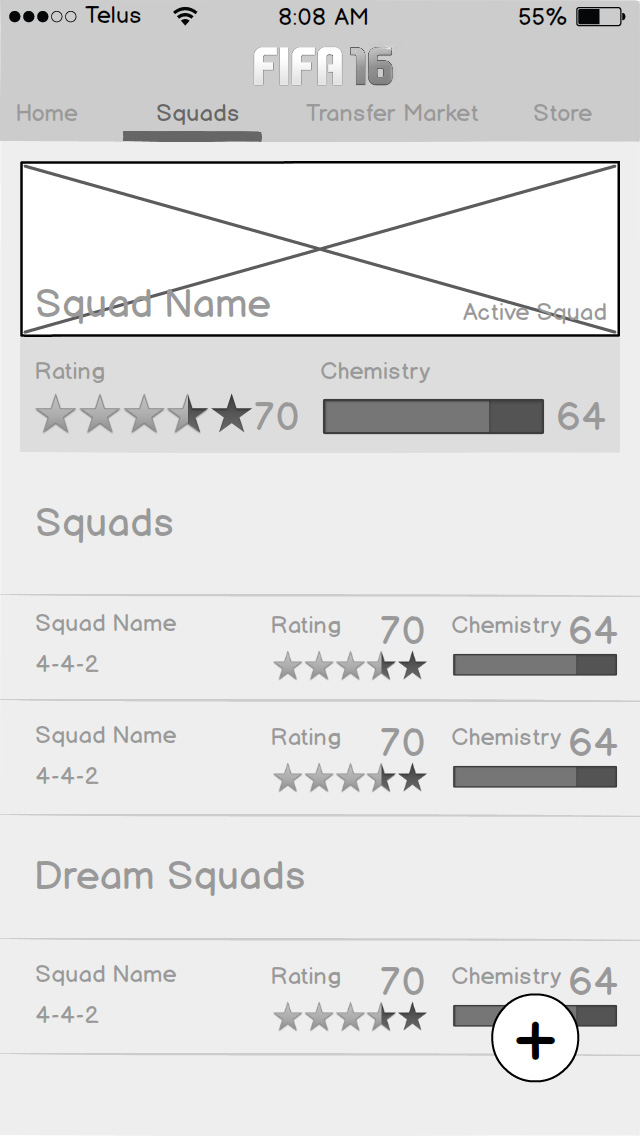 Telus 8:08 AM 55%
FIFA 16
Home Squads Transfer Market Store
Squad Name Active Squad
Rating Chemistry
70 64
Squads
Squad Name Rating 70 Chemistry 64
4-4-2
Squad Name Rating 70 Chemistry 64
4-4-2
Dream Squads
Squad Name Rating 70 Chemistry 64
4-4-2
+